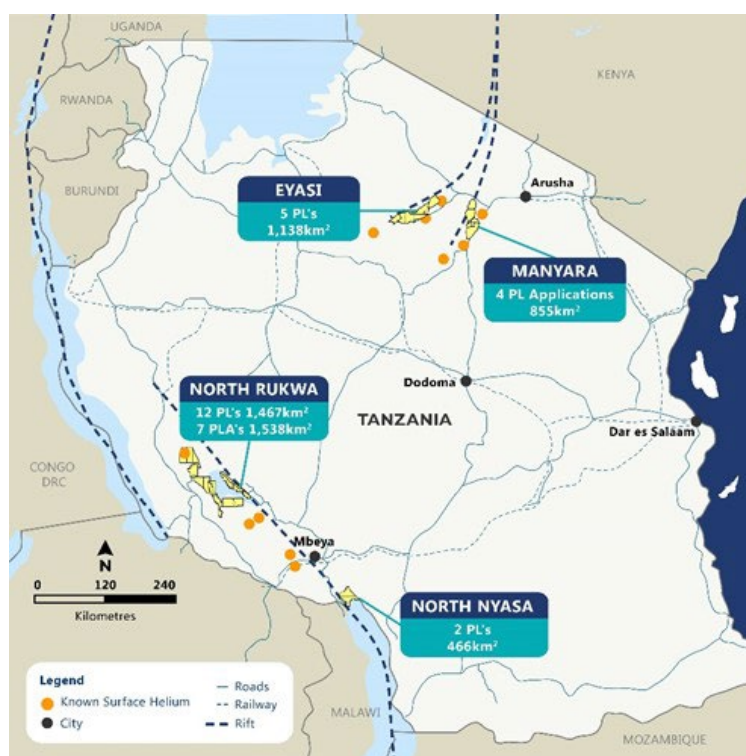 UGANDA
KENYA
RWANDA
BURUNDI
EYASI
5 PL's
1,138km²
Arusha
MANYARA
4 PL Applications
855km²
NORTH RUKWA
12 PL's 1,467km²
7 PLA's 1,538km²
Dodoma
TANZANIA
Dar es Salaam
CONGO
DRC
Mbeya
N
0 120 240
Kilometres
NORTH NYASA
2 PL's
466km²
Legend
Known Surface Helium
City
Roads
Railway
Rift
MALAWI
MOZAMBIQUE